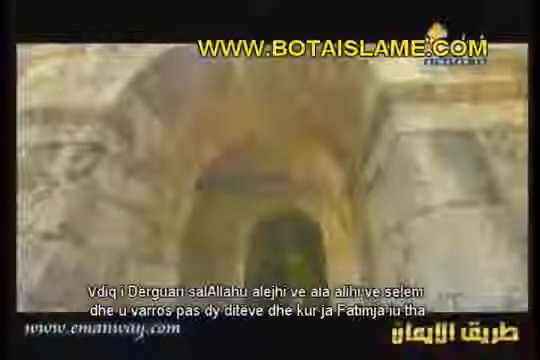 WWW.BOTAISLAME.COM
Vdiq i Derguari salAllahu alejhi ve ala alihi ve selem
dhe u varros pas dy ditëve dhe kur ja Fatimja iu tha
www.emanway.com
طريق الإيمان